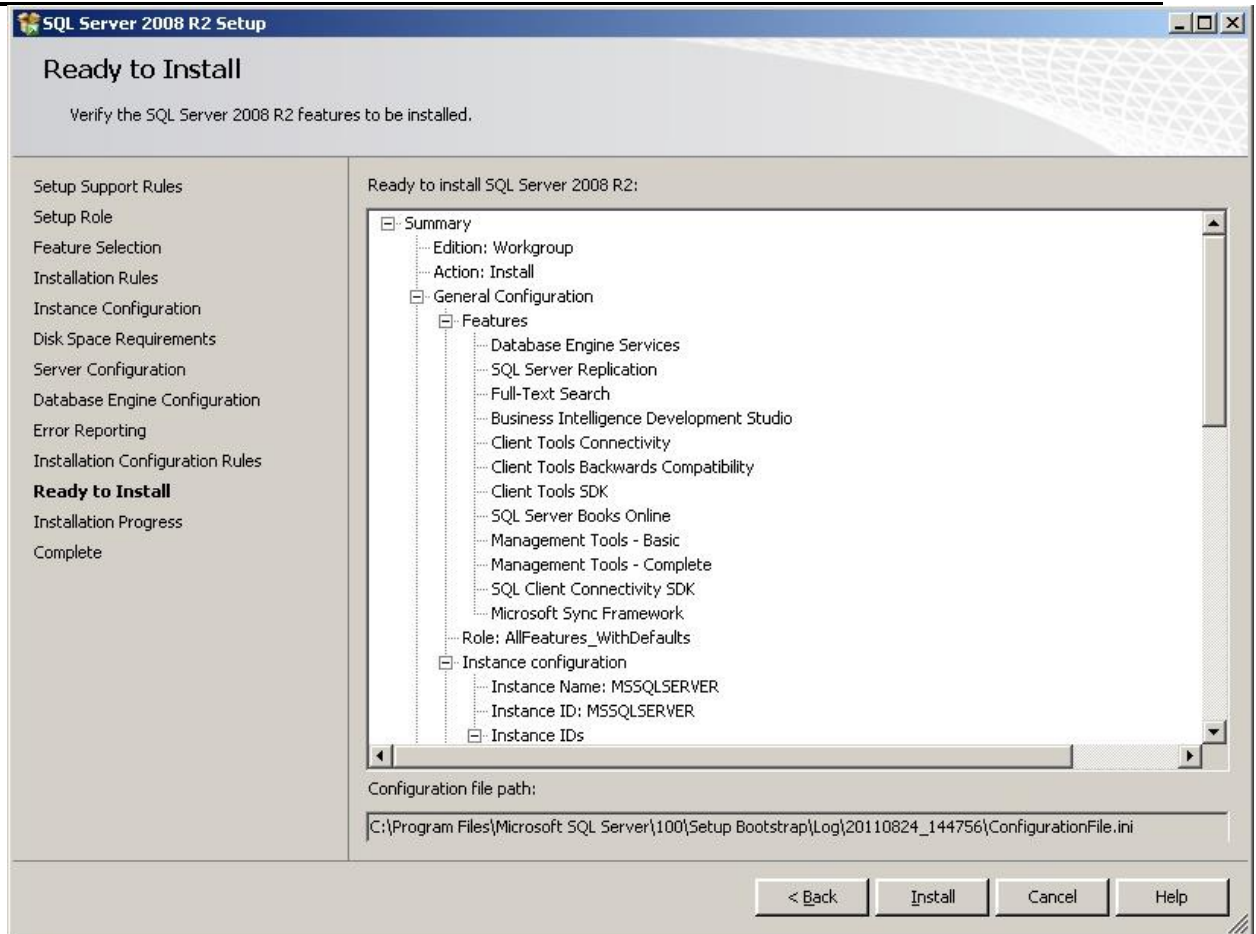 SQL Server 2008 R2 Setup
Ready to Install
Verify the SQL Server 2008 R2 features to be installed.
Setup Support Rules
Setup Role
Feature Selection
Installation Rules
Instance Configuration
Disk Space Requirements
Server Configuration
Database Engine Configuration
Error Reporting
Installation Configuration Rules
Ready to Install
Installation Progress
Complete
Ready to install SQL Server 2008 R2:
Summary
Edition: Workgroup
Action: Install
General Configuration
Features
Database Engine Services
SQL Server Replication
Full-Text Search
Business Intelligence Development Studio
Client Tools Connectivity
Client Tools Backwards Compatibility
Client Tools SDK
SQL Server Books Online
Management Tools - Basic
Management Tools - Complete
SQL Client Connectivity SDK
Microsoft Sync Framework
Role: AllFeatures_WithDefaults
Instance configuration
Instance Name: MSSQLSERVER
Instance ID: MSSQLSERVER
Instance IDs
Configuration file path:
C:\Program Files\Microsoft SQL Server\100\Setup Bootstrap\Log\20110824_144756\ConfigurationFile.ini
< Back
Install
Cancel
Help